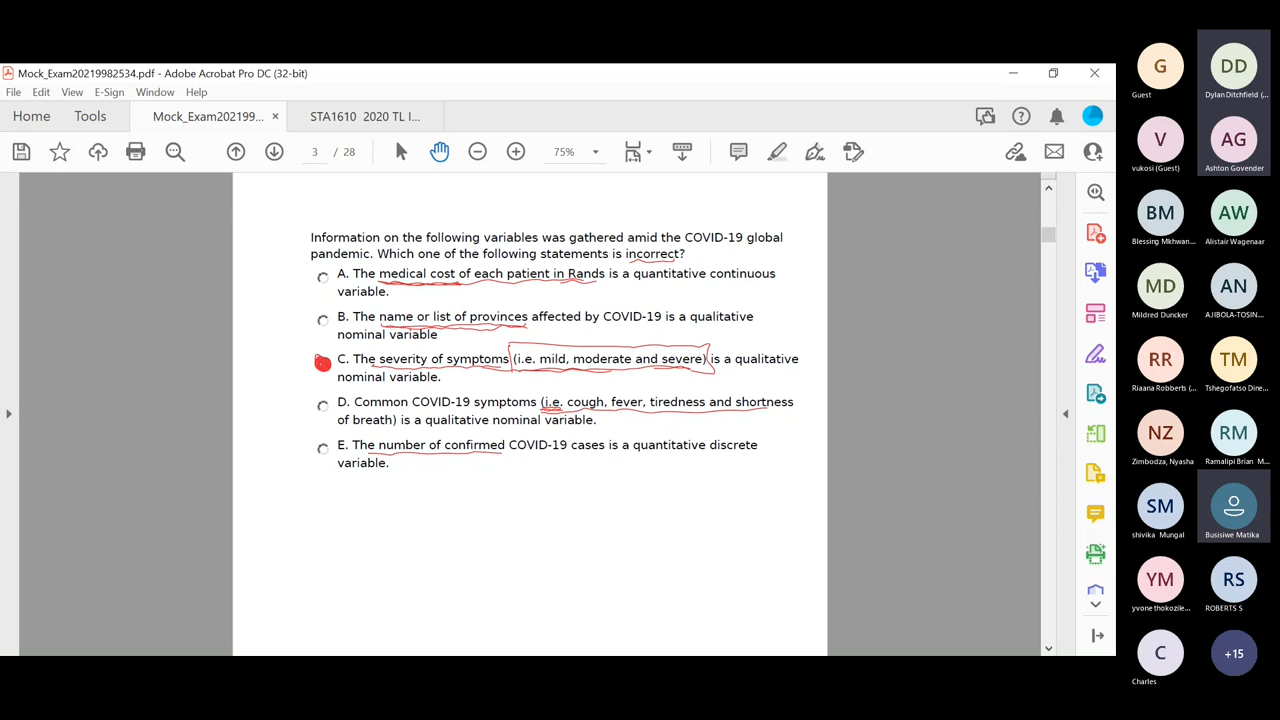 Mock_Exam20219982534.pdf - Adobe Acrobat Pro DC (32-bit)
File Edit View E-Sign Window Help
Home Tools Mock_Exam202199... × STA1610 2020 TL I...
3 / 28 75%
Information on the following variables was gathered amid the COVID-19 global
pandemic. Which one of the following statements is incorrect?
A. The medical cost of each patient in Rands is a quantitative continuous
variable.
B. The name or list of provinces affected by COVID-19 is a qualitative
nominal variable
C. The severity of symptoms (i.e. mild, moderate and severe) is a qualitative
nominal variable.
D. Common COVID-19 symptoms (i.e. cough, fever, tiredness and shortness
of breath) is a qualitative nominal variable.
E. The number of confirmed COVID-19 cases is a quantitative discrete
variable.
G DD
Guest Dylan Ditchfield (...
V AG
vukosi (Guest) Ashton Govender
BM AW
Blessing Mkhwan... Alistair Wagenaar
MD AN
Mildred Duncker AJIBOLA-TOSIN...
RR TM
Riaana Robberts (... Tshegofatso Dine...
NZ RM
Zimbodza, Nyasha Ramalipi Brian M...
SM
shivika Mungal Busisiwe Matika
YM RS
yvone thokozile... ROBERTS S
C +15
Charles